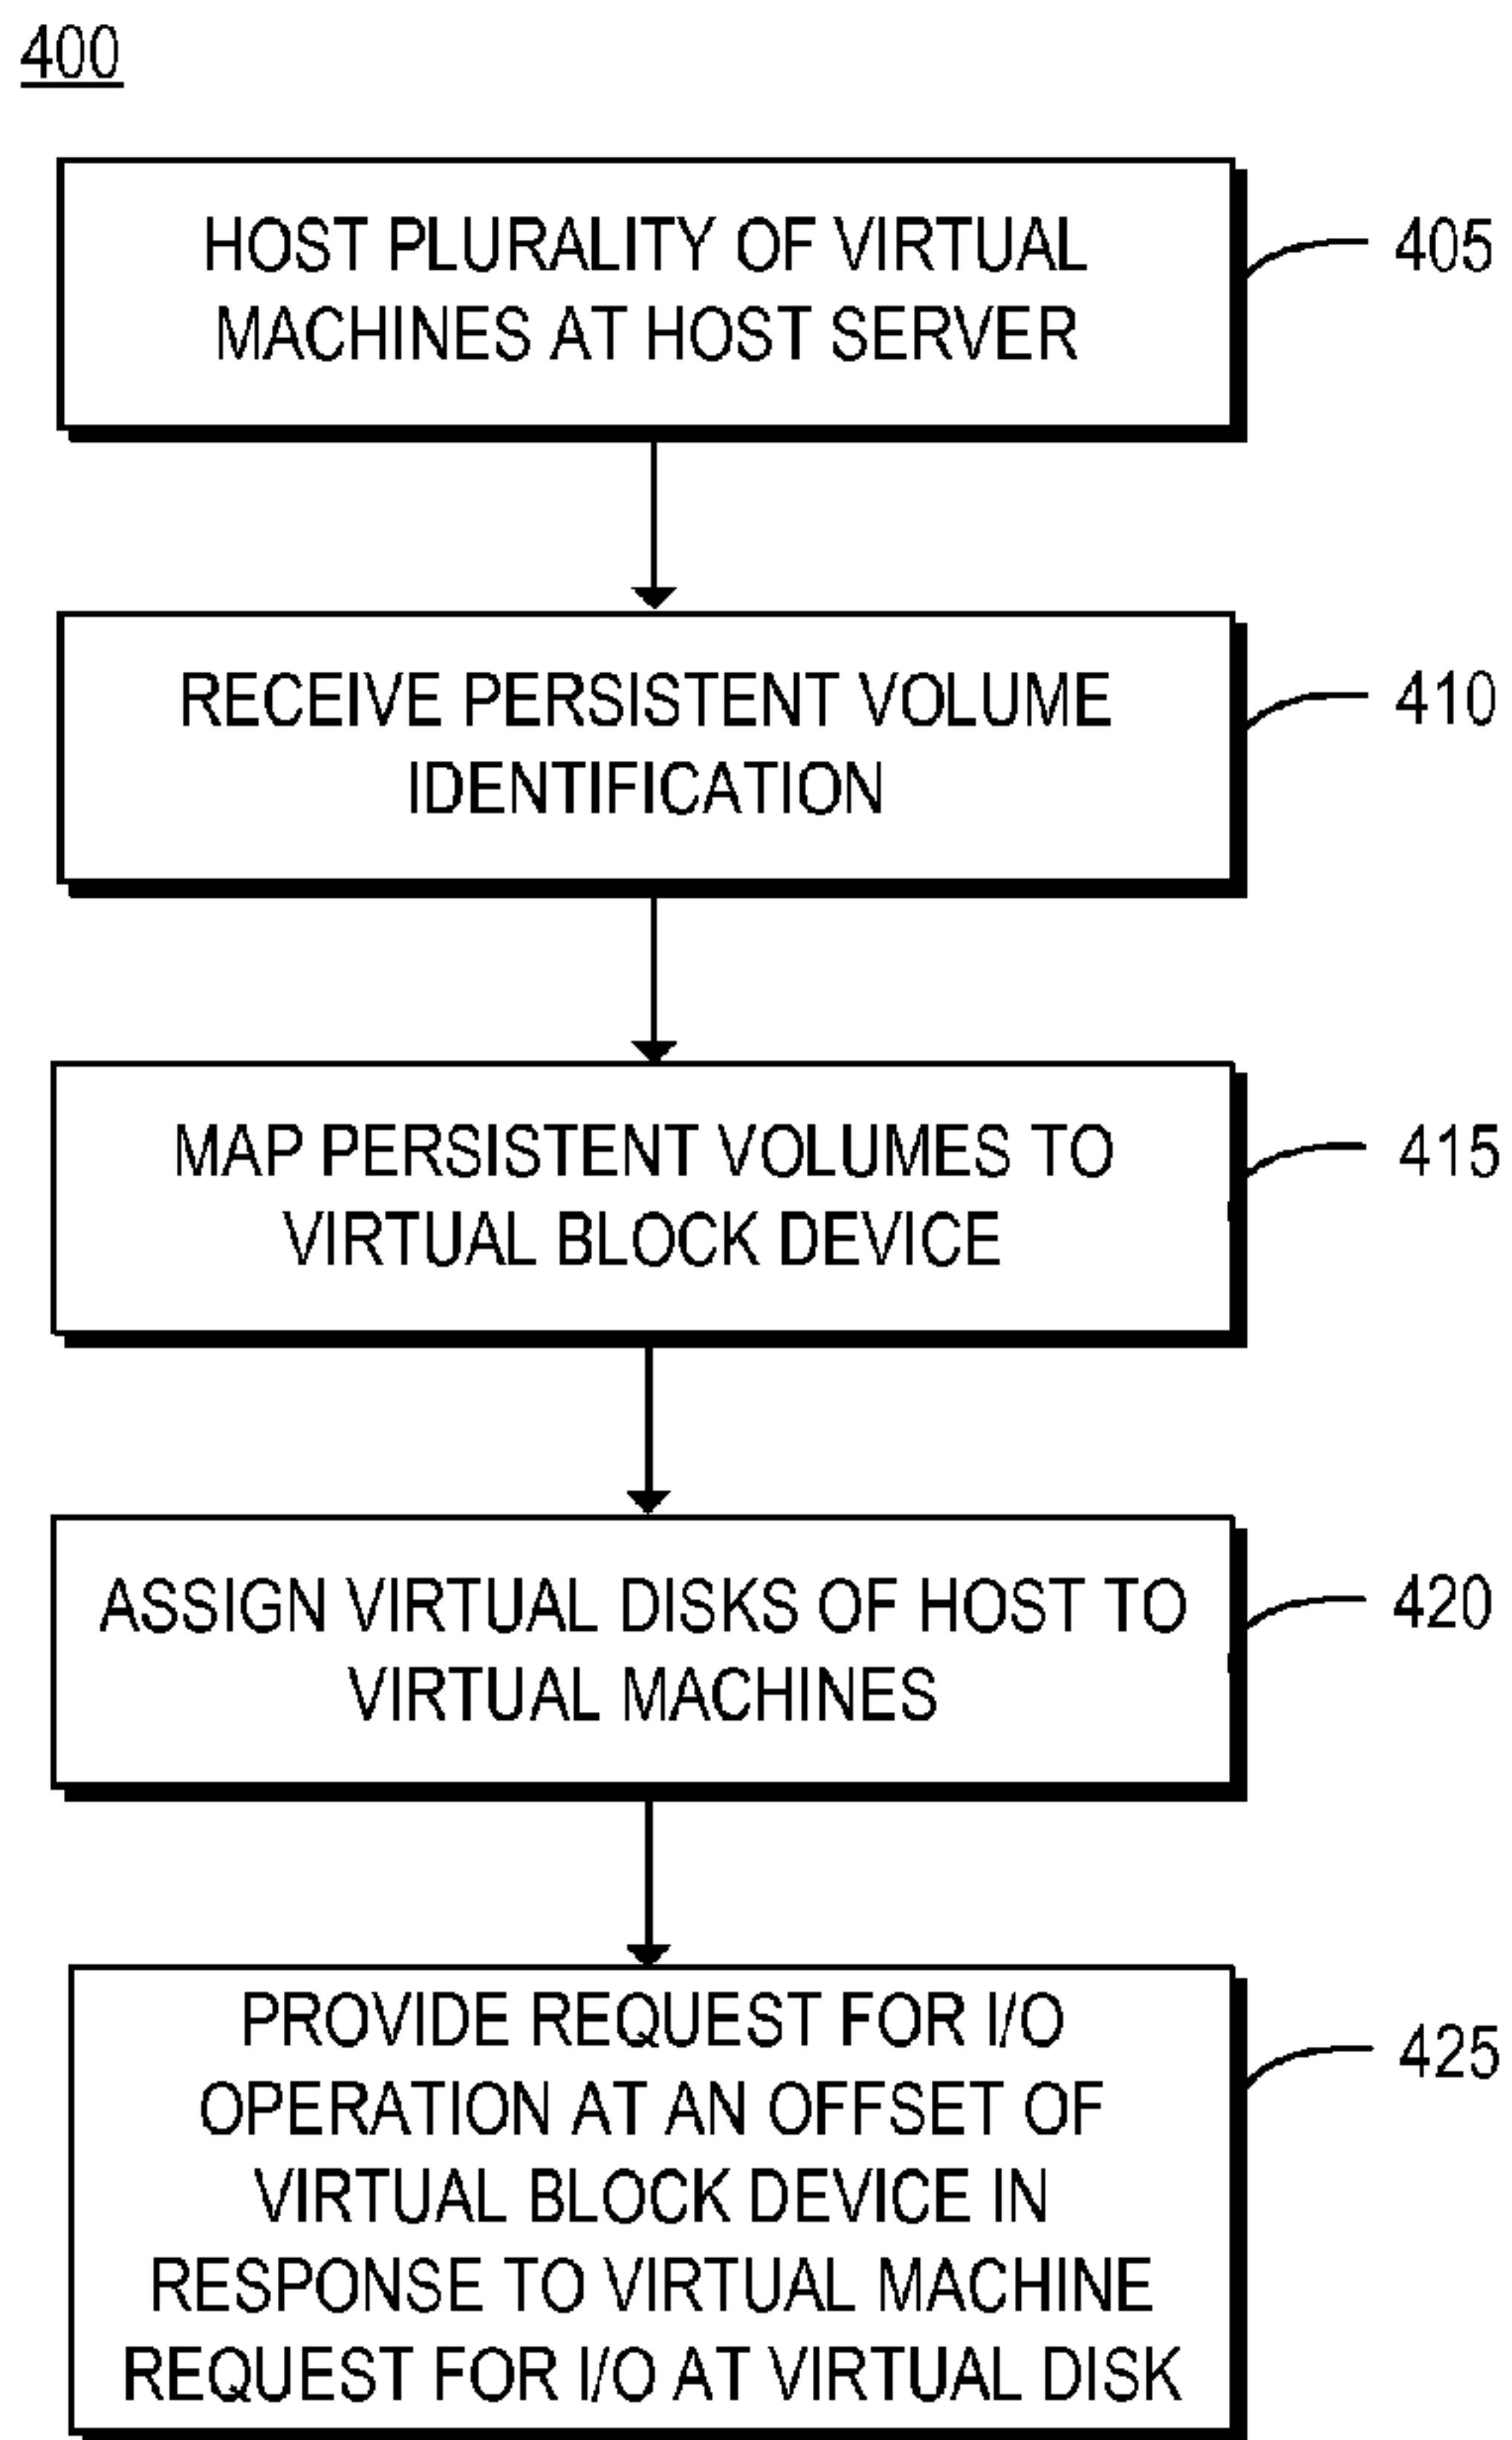 400
HOST PLURALITY OF VIRTUAL
MACHINES AT HOST SERVER
405
RECEIVE PERSISTENT VOLUME
IDENTIFICATION
410
MAP PERSISTENT VOLUMES TO
VIRTUAL BLOCK DEVICE
415
ASSIGN VIRTUAL DISKS OF HOST TO
VIRTUAL MACHINES
420
PROVIDE REQUEST FOR I/O
OPERATION AT AN OFFSET OF
VIRTUAL BLOCK DEVICE IN
RESPONSE TO VIRTUAL MACHINE
REQUEST FOR I/O AT VIRTUAL DISK
425